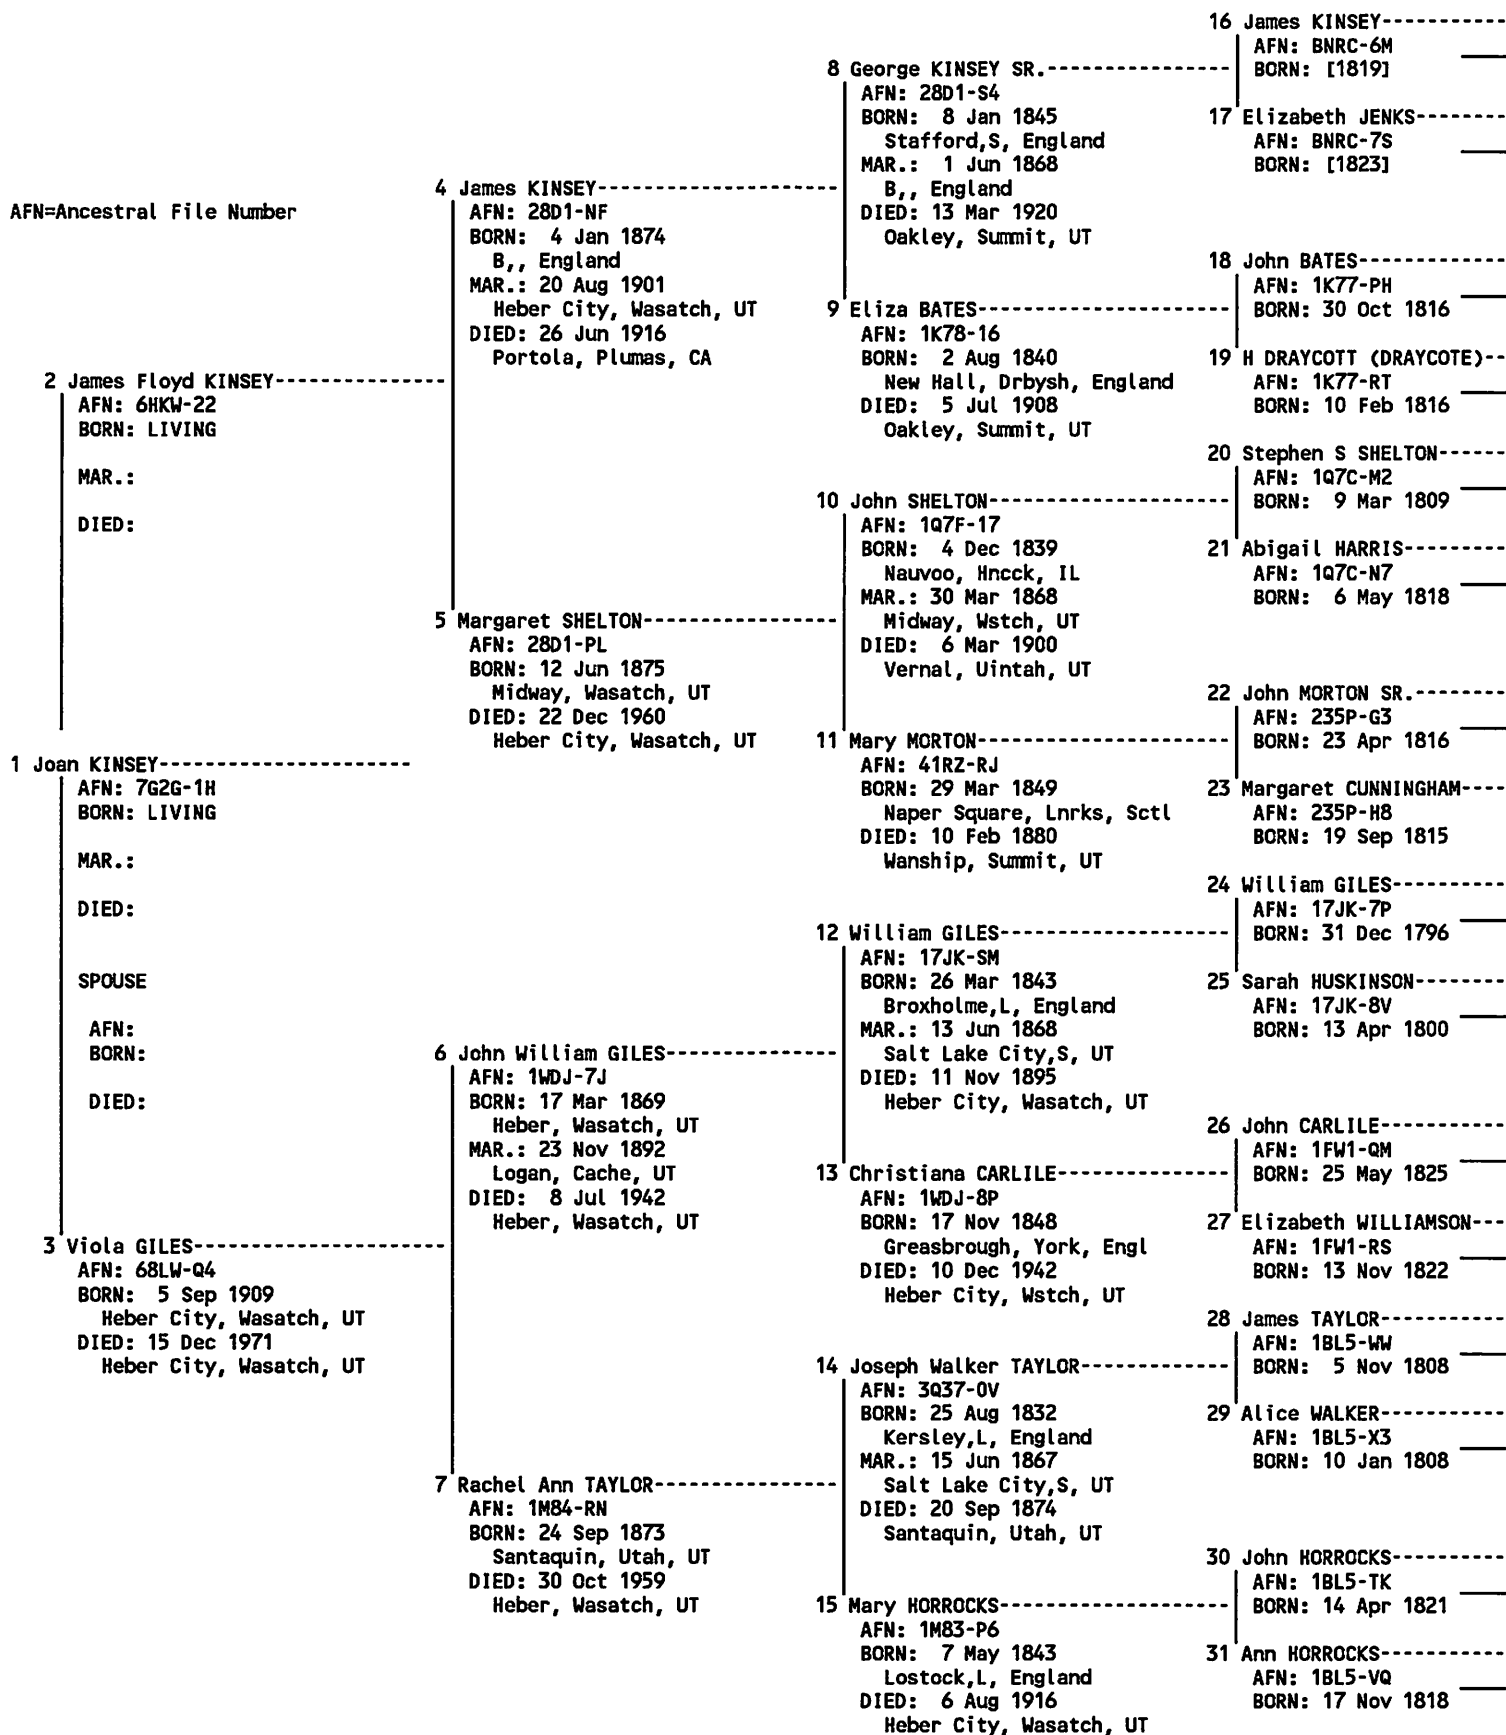 AFN=Ancestral File Number
1 Joan KINSEY--------------------
AFN: 7G2G-1H
BORN: LIVING
MAR.:
DIED:
SPOUSE
AFN:
BORN:
DIED:
2 James Floyd KINSEY--------------
AFN: 6HKW-22
BORN: LIVING
MAR.:
DIED:
3 Viola GILES--------------------
AFN: 68LW-Q4
BORN: 5 Sep 1909
Heber City, Wasatch, UT
DIED: 15 Dec 1971
Heber City, Wasatch, UT
4 James KINSEY-------------------
AFN: 28D1-NF
BORN: 4 Jan 1874
B,, England
MAR.: 20 Aug 1901
Heber City, Wasatch, UT
DIED: 26 Jun 1916
Portola, Plumas, CA
5 Margaret SHELTON---------------
AFN: 28D1-PL
BORN: 12 Jun 1875
Midway, Wasatch, UT
DIED: 22 Dec 1960
Heber City, Wasatch, UT
6 John William GILES-------------
AFN: 1WDJ-7J
BORN: 17 Mar 1869
Heber, Wasatch, UT
MAR.: 23 Nov 1892
Logan, Cache, UT
DIED: 8 Jul 1942
Heber, Wasatch, UT
7 Rachel Ann TAYLOR--------------
AFN: 1M84-RN
BORN: 24 Sep 1873
Santaquin, Utah, UT
DIED: 30 Oct 1959
Heber, Wasatch, UT
8 George KINSEY SR.--------------
AFN: 28D1-S4
BORN: 8 Jan 1845
Stafford,S, England
MAR.: 1 Jun 1868
B,, England
DIED: 13 Mar 1920
Oakley, Summit, UT
9 Eliza BATES--------------------
AFN: 1K78-16
BORN: 2 Aug 1840
New Hall, Drbysh, England
DIED: 5 Jul 1908
Oakley, Summit, UT
10 John SHELTON-------------------
AFN: 1Q7F-17
BORN: 4 Dec 1839
Nauvoo, Hncck, IL
MAR.: 30 Mar 1868
Midway, Wstch, UT
DIED: 6 Mar 1900
Vernal, Uintah, UT
11 Mary MORTON--------------------
AFN: 41RZ-RJ
BORN: 29 Mar 1849
Naper Square, Lnrks, Sctl
DIED: 10 Feb 1880
Wanship, Summit, UT
12 William GILES------------------
AFN: 17JK-SM
BORN: 26 Mar 1843
Broxholme,L, England
MAR.: 13 Jun 1868
Salt Lake City,S, UT
DIED: 11 Nov 1895
Heber City, Wasatch, UT
13 Christiana CARLILE-------------
AFN: 1WDJ-8P
BORN: 17 Nov 1848
Greasbrough, York, Engl
DIED: 10 Dec 1942
Heber City, Wstch, UT
14 Joseph Walker TAYLOR-----------
AFN: 3Q37-0V
BORN: 25 Aug 1832
Kersley,L, England
MAR.: 15 Jun 1867
Salt Lake City,S, UT
DIED: 20 Sep 1874
Santaquin, Utah, UT
15 Mary HORROCKS------------------
AFN: 1M83-P6
BORN: 7 May 1843
Lostock,L, England
DIED: 6 Aug 1916
Heber City, Wasatch, UT
16 James KINSEY----------
AFN: BNRC-6M
BORN: [1819]
17 Elizabeth JENKS--------
AFN: BNRC-7S
BORN: [1823]
18 John BATES------------
AFN: 1K77-PH
BORN: 30 Oct 1816
19 H DRAYCOTT (DRAYCOTE)--
AFN: 1K77-RT
BORN: 10 Feb 1816
20 Stephen S SHELTON------
AFN: 1Q7C-M2
BORN: 9 Mar 1809
21 Abigail HARRIS---------
AFN: 1Q7C-N7
BORN: 6 May 1818
22 John MORTON SR.--------
AFN: 235P-G3
BORN: 23 Apr 1816
23 Margaret CUNNINGHAM----
AFN: 235P-H8
BORN: 19 Sep 1815
24 William GILES----------
AFN: 17JK-7P
BORN: 31 Dec 1796
25 Sarah HUSKINSON--------
AFN: 17JK-8V
BORN: 13 Apr 1800
26 John CARLILE-----------
AFN: 1FW1-QM
BORN: 25 May 1825
27 Elizabeth WILLIAMSON---
AFN: 1FW1-RS
BORN: 13 Nov 1822
28 James TAYLOR-----------
AFN: 1BL5-WW
BORN: 5 Nov 1808
29 Alice WALKER-----------
AFN: 1BL5-X3
BORN: 10 Jan 1808
30 John HORROCKS----------
AFN: 1BL5-TK
BORN: 14 Apr 1821
31 Ann HORROCKS-----------
AFN: 1BL5-VQ
BORN: 17 Nov 1818